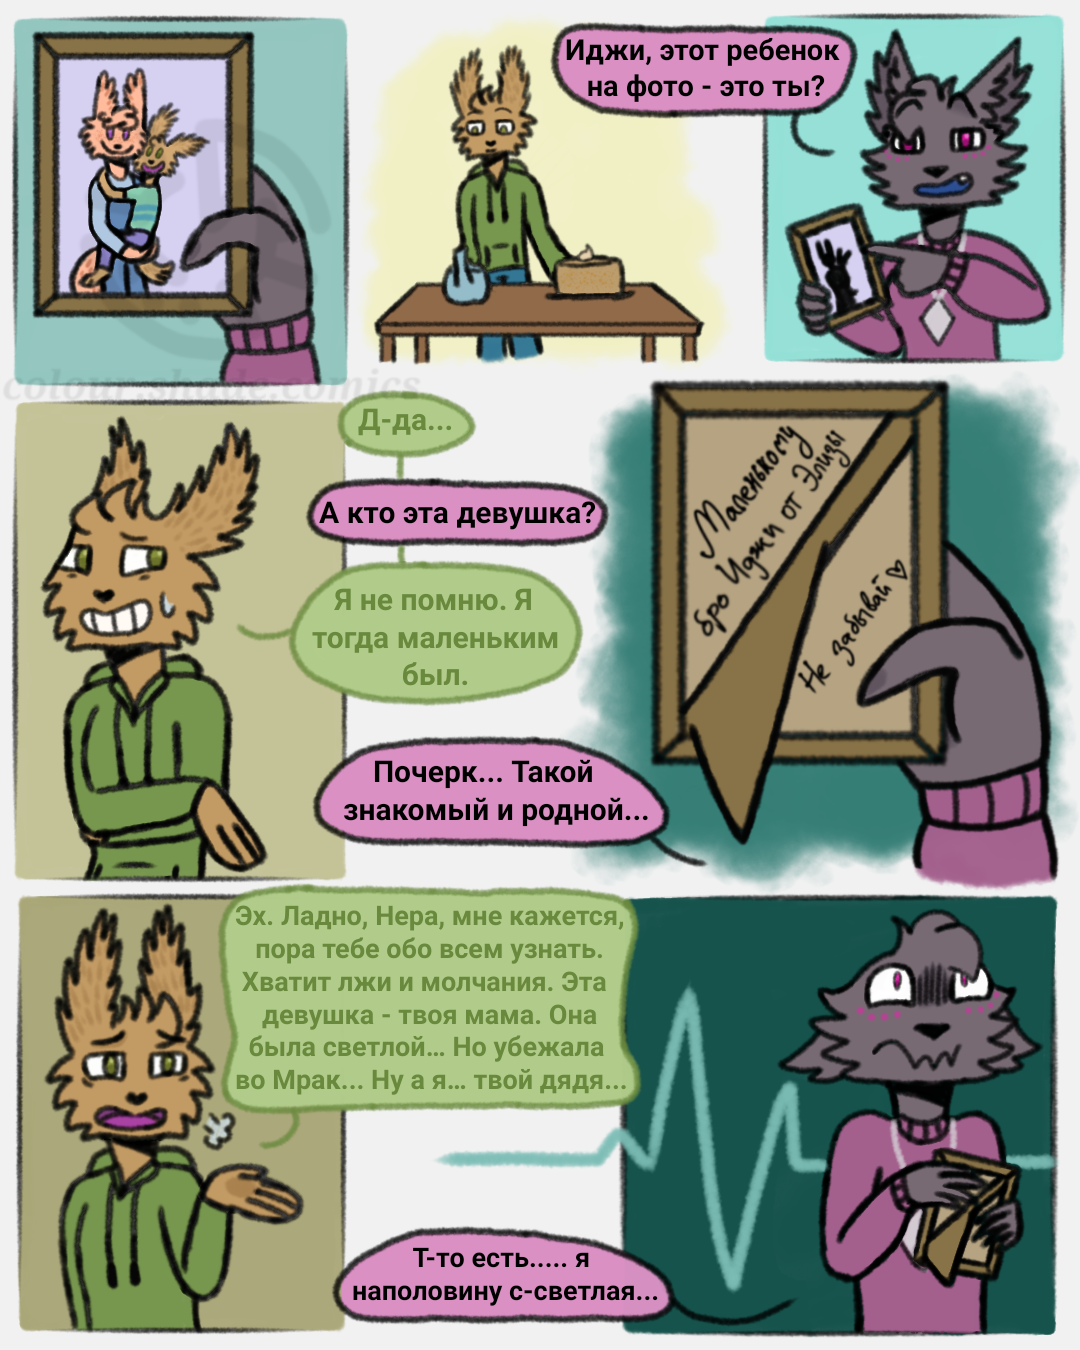 Иджи, этот ребенок
на фото - это ты?
colour.shade.comics
Д-да...
А кто эта девушка?
Я не помню. Я
тогда маленьким
был.
Маленькому
бро Иджи от Элизы
Не забывай ♡
Почерк... Такой
знакомый и родной...
Эх. Ладно, Нера, мне кажется,
пора тебе обо всем узнать.
Хватит лжи и молчания. Эта
девушка - твоя мама. Она
была светлой... Но убежала
во Мрак... Ну а я... твой дядя...
Т-то есть..... я
наполовину с-светлая...